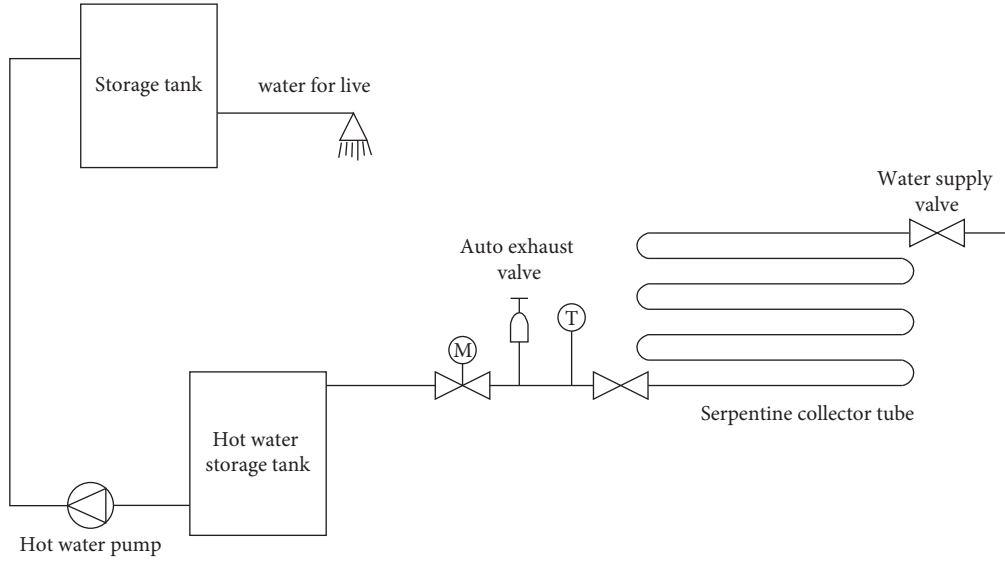 Storage tank
water for live
Water supply
valve
Auto exhaust
valve
T
M
Serpentine collector tube
Hot water
storage tank
Hot water pump